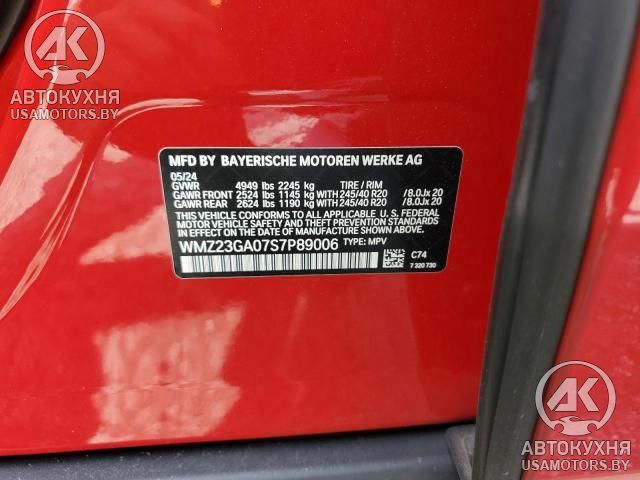 AK
АВТОКУХНЯ
USAMOTORS.BY
MFD BY BAYERISCHE MOTOREN WERKE AG
05/24
GVWR 4949 lbs 2245 kg TIRE / RIM
GAWR FRONT 2524 lbs 1145 kg WITH 245/40 R20 /8.0Jx 20
GAWR REAR 2624 lbs 1190 kg WITH 245/40 R20 /8.0Jx 20
THIS VEHICLE CONFORMS TO ALL APPLICABLE U.S. FEDERAL
MOTOR VEHICLE SAFETY, BUMPER, AND THEFT PREVENTION
STANDARDS IN EFFECT ON THE DATE OF MANUFACTURE SHOWN ABOVE.
WMZ23GA07S7P89006 TYPE: MPV
C74
7 320 730
AK
АВТОКУХНЯ
USAMOTORS.BY